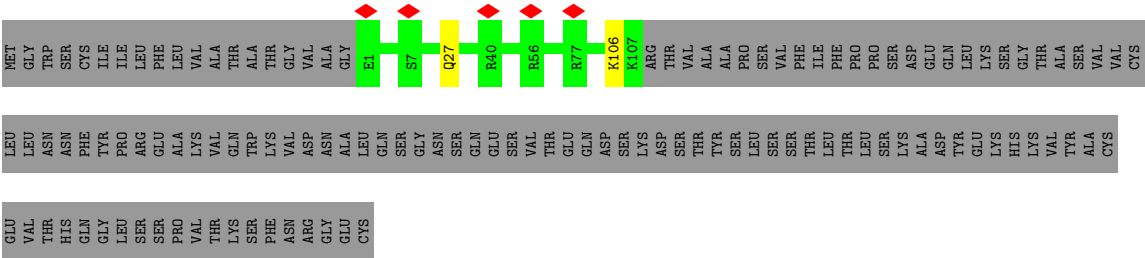 MET GLY TRP SER CYS ILE ILE LEU PHE LEU VAL ALA THR ALA THR GLY VAL ALA GLY E1 S7 Q27 R40 R56 R77 K106 K107 ARG THR VAL ALA ALA PRO SER VAL PHE ILE PHE PRO PRO SER ASP GLU GLN LEU LYS SER GLY THR ALA SER VAL VAL CYS
LEU LEU ASN ASN PHE TYR PRO ARG GLU ALA LYS VAL GLN TRP LYS VAL ASP ASN ALA LEU GLN SER GLY ASN SER GLN GLU SER VAL THR GLU GLN ASP SER LYS ASP SER THR TYR SER LEU SER SER THR LEU THR LEU SER LYS ALA ASP TYR GLU LYS HIS LYS VAL TYR ALA CYS
GLU VAL THR HIS GLN GLY LEU SER SER PRO VAL THR LYS SER PHE ASN ARG GLY GLU CYS